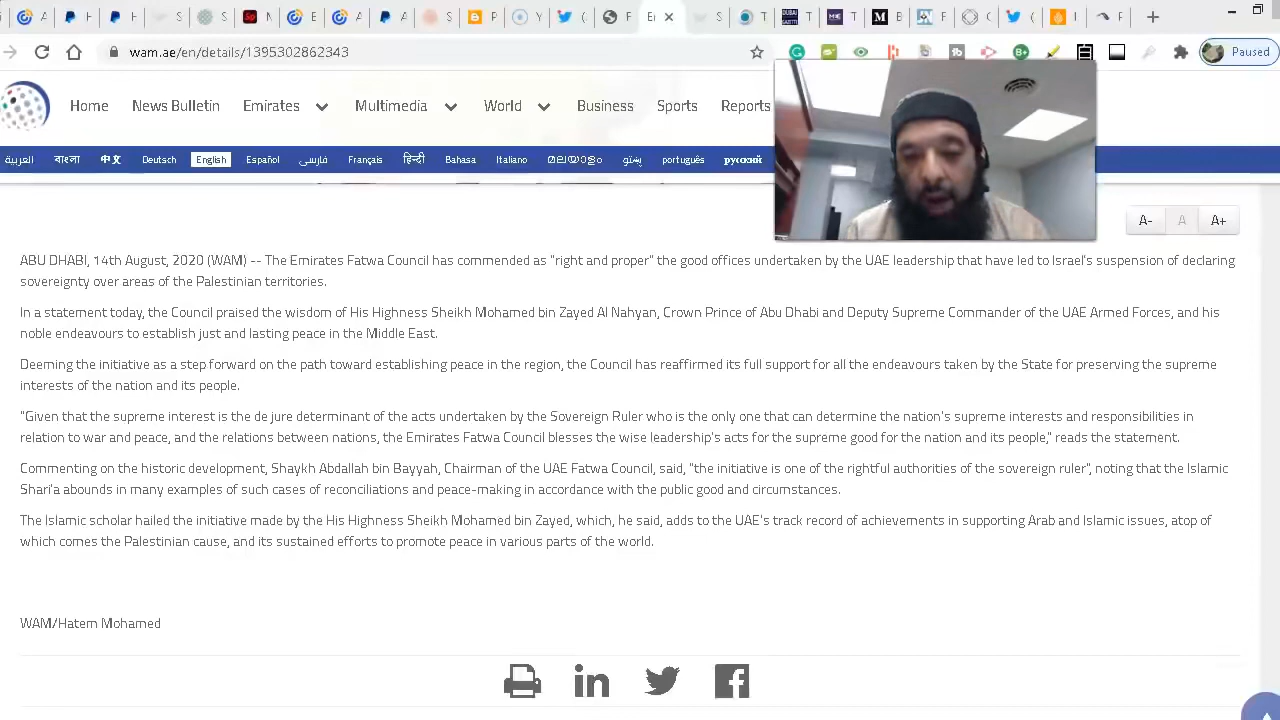 wam.ae/en/details/1395302862343
Paused
Home News Bulletin Emirates Multimedia World Business Sports Reports
العربية বাংলা 中文 Deutsch English Español فارسی Français हिन्दी Bahasa Italiano മലയാളം پښتو português русский
A- A A+
ABU DHABI, 14th August, 2020 (WAM) -- The Emirates Fatwa Council has commended as "right and proper" the good offices undertaken by the UAE leadership that have led to Israel's suspension of declaring
sovereignty over areas of the Palestinian territories.
In a statement today, the Council praised the wisdom of His Highness Sheikh Mohamed bin Zayed Al Nahyan, Crown Prince of Abu Dhabi and Deputy Supreme Commander of the UAE Armed Forces, and his
noble endeavours to establish just and lasting peace in the Middle East.
Deeming the initiative as a step forward on the path toward establishing peace in the region, the Council has reaffirmed its full support for all the endeavours taken by the State for preserving the supreme
interests of the nation and its people.
"Given that the supreme interest is the de jure determinant of the acts undertaken by the Sovereign Ruler who is the only one that can determine the nation's supreme interests and responsibilities in
relation to war and peace, and the relations between nations, the Emirates Fatwa Council blesses the wise leadership's acts for the supreme good for the nation and its people," reads the statement.
Commenting on the historic development, Shaykh Abdallah bin Bayyah, Chairman of the UAE Fatwa Council, said, "the initiative is one of the rightful authorities of the sovereign ruler", noting that the Islamic
Shari'a abounds in many examples of such cases of reconciliations and peace-making in accordance with the public good and circumstances.
The Islamic scholar hailed the initiative made by the His Highness Sheikh Mohamed bin Zayed, which, he said, adds to the UAE's track record of achievements in supporting Arab and Islamic issues, atop of
which comes the Palestinian cause, and its sustained efforts to promote peace in various parts of the world.
WAM/Hatem Mohamed